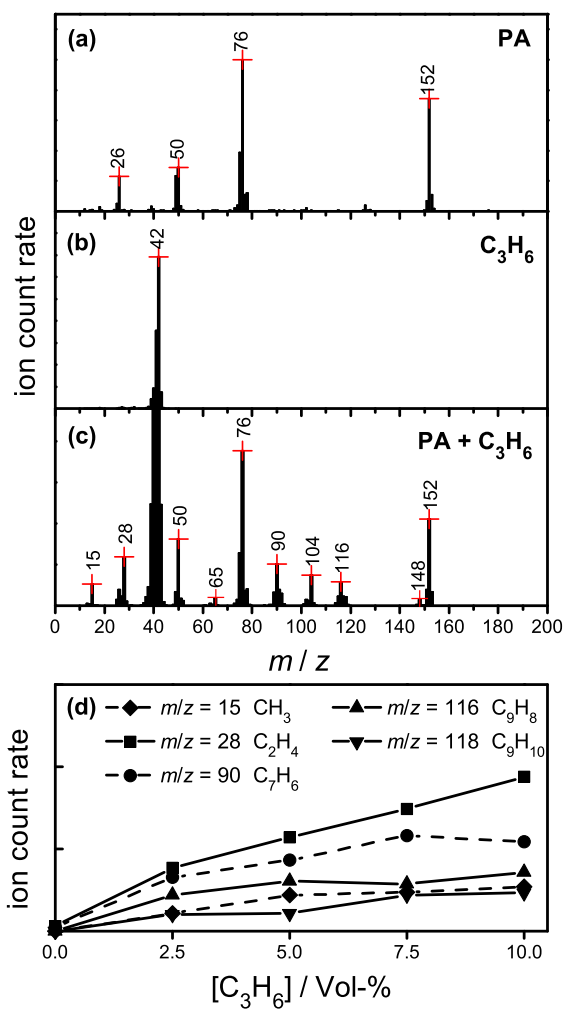 (a) PA
76
152
50
26
(b) C₃H₆
42
ion count rate
(c) PA + C₃H₆
76
152
50
28
90
104
116
15
65
148
0 20 40 60 80 100 120 140 160 180 200
m / z
(d) m/z = 15 CH₃ m/z = 116 C₉H₈
m/z = 28 C₂H₄ m/z = 118 C₉H₁₀
m/z = 90 C₇H₆
ion count rate
0.0 2.5 5.0 7.5 10.0
[C₃H₆] / Vol-%